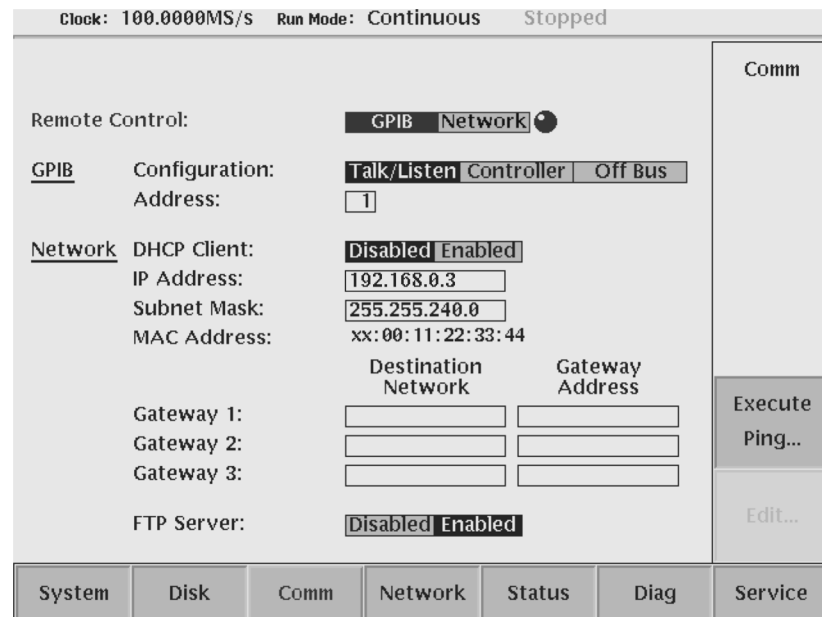 Clock: 100.0000MS/s Run Mode: Continuous Stopped
Comm
Remote Control: GPIB Network
GPIB Configuration: Talk/Listen Controller Off Bus
Address: 1
Network DHCP Client: Disabled Enabled
IP Address: 192.168.0.3
Subnet Mask: 255.255.240.0
MAC Address: xx:00:11:22:33:44
Destination Network Gateway Address
Gateway 1:
Gateway 2:
Gateway 3:
FTP Server: Disabled Enabled
Execute
Ping...
Edit...
System Disk Comm Network Status Diag Service